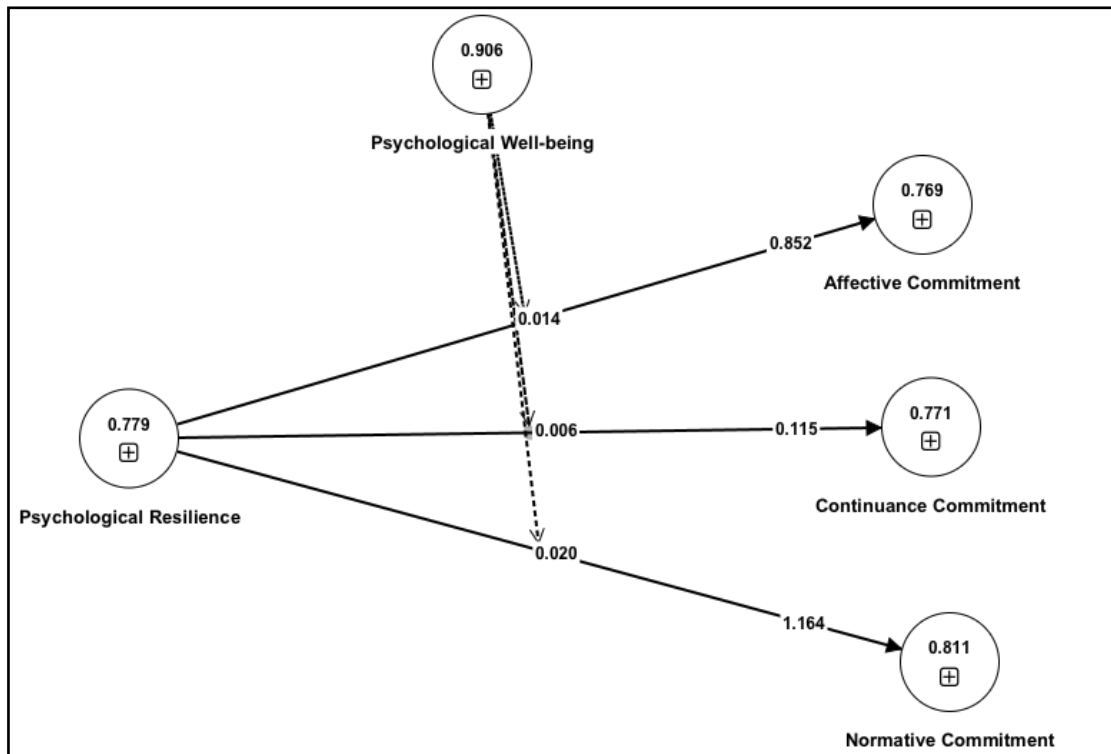 0.906
Psychological Well-being
0.769
0.852
Affective Commitment
0.014
0.779
Psychological Resilience
0.006
0.115
0.771
Continuance Commitment
0.020
1.164
0.811
Normative Commitment